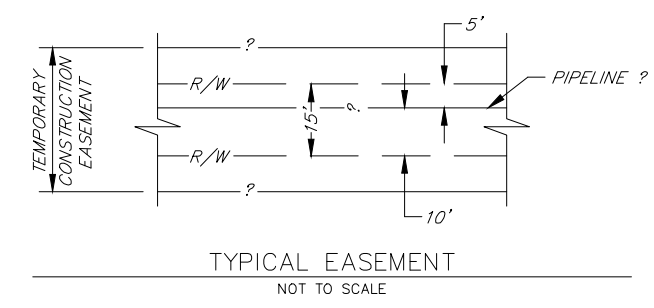 5'
?
R/W
PIPELINE ?
15'
?
TEMPORARY
CONSTRUCTION
EASEMENT
R/W
?
10'
TYPICAL EASEMENT
NOT TO SCALE